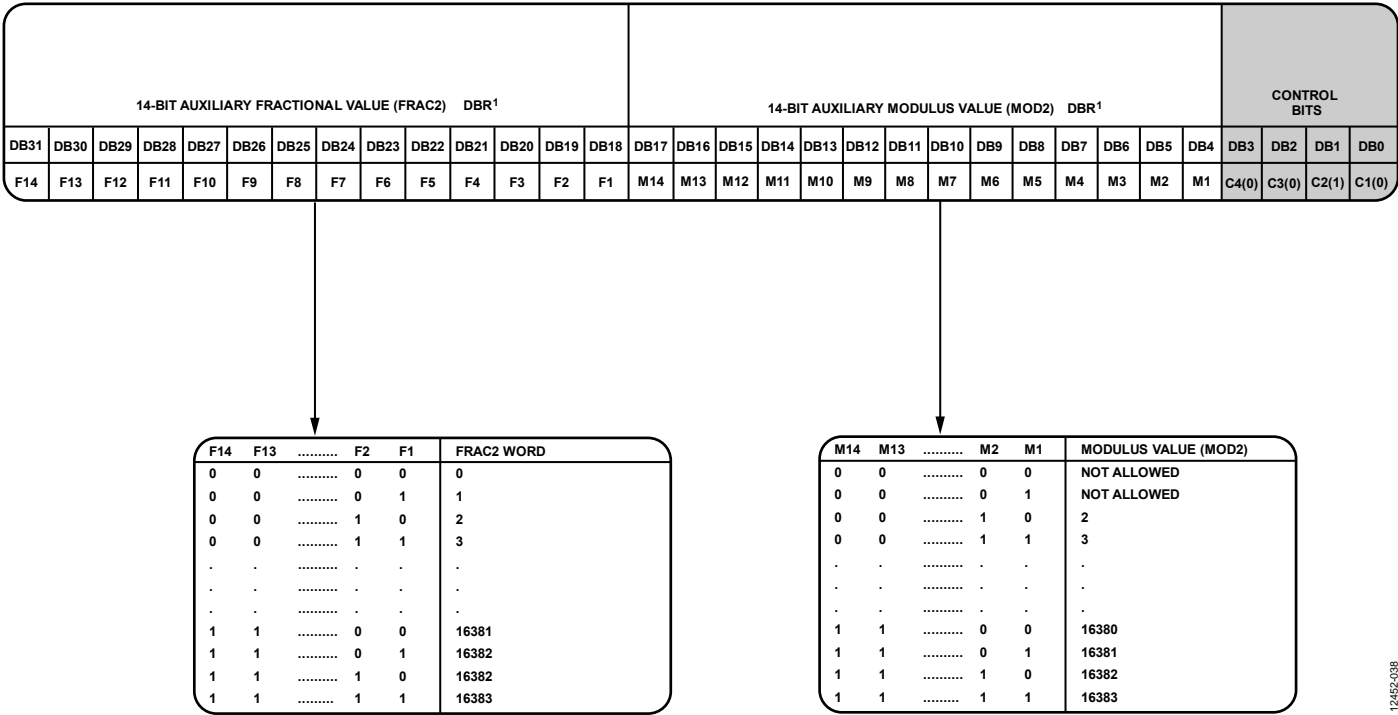 14-BIT AUXILIARY FRACTIONAL VALUE (FRAC2) DBR1
14-BIT AUXILIARY MODULUS VALUE (MOD2) DBR1
CONTROL
BITS
DB31 DB30 DB29 DB28 DB27 DB26 DB25 DB24 DB23 DB22 DB21 DB20 DB19 DB18 DB17 DB16 DB15 DB14 DB13 DB12 DB11 DB10 DB9 DB8 DB7 DB6 DB5 DB4 DB3 DB2 DB1 DB0
F14 F13 F12 F11 F10 F9 F8 F7 F6 F5 F4 F3 F2 F1 M14 M13 M12 M11 M10 M9 M8 M7 M6 M5 M4 M3 M2 M1 C4(0) C3(0) C2(1) C1(0)
F14 F13 .......... F2 F1 FRAC2 WORD
0 0 .......... 0 0 0
0 0 .......... 0 1 1
0 0 .......... 1 0 2
0 0 .......... 1 1 3
. . .......... . . .
. . .......... . . .
. . .......... . . .
1 1 .......... 0 0 16381
1 1 .......... 0 1 16382
1 1 .......... 1 0 16382
1 1 ......... 1 1 16383
M14 M13 .......... M2 M1 MODULUS VALUE (MOD2)
0 0 .......... 0 0 NOT ALLOWED
0 0 .......... 0 1 NOT ALLOWED
0 0 .......... 1 0 2
0 0 .......... 1 1 3
. . .......... . . .
. . .......... . . .
. . .......... . . .
1 1 .......... 0 0 16380
1 1 .......... 0 1 16381
1 1 .......... 1 0 16382
1 1 ......... 1 1 16383
12452-038